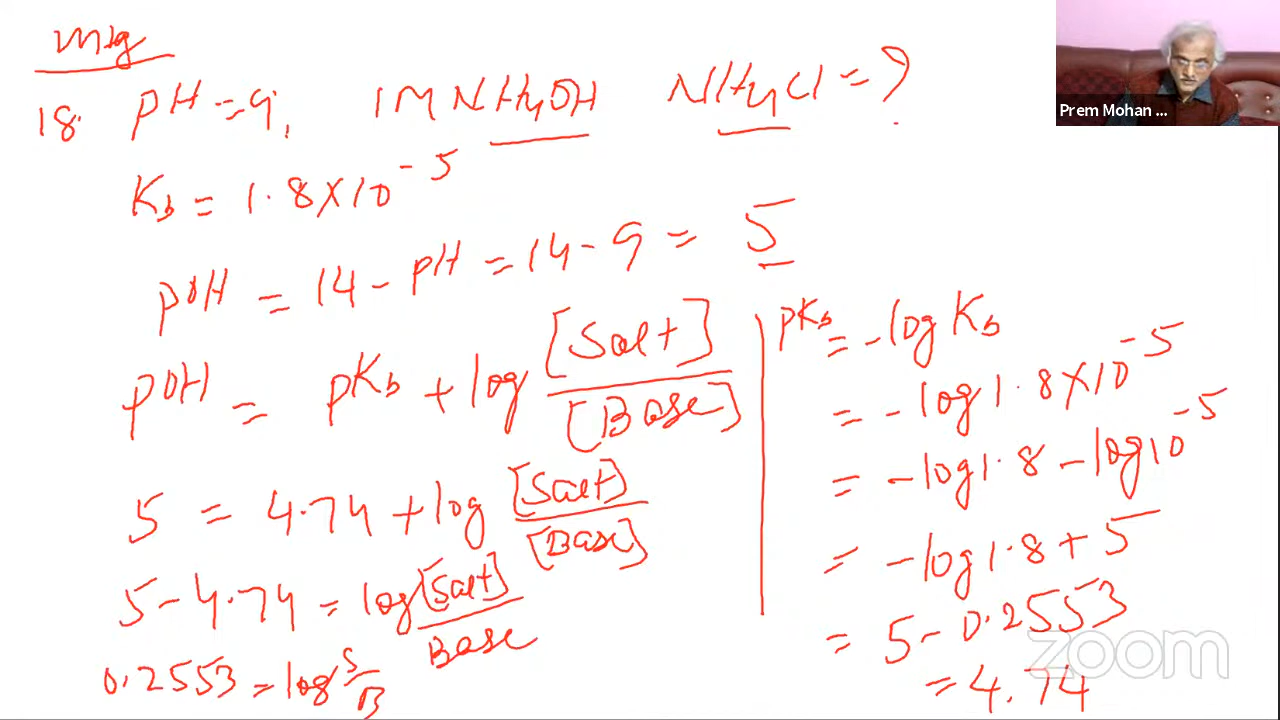 18. pH = 9, 1M NH4OH NH4Cl = ?
Kb = 1.8×10^-5
pOH = 14 - pH = 14 - 9 = 5
pOH = pKb + log [Salt]/[Base]
5 = 4.74 + log [Salt]/[Base]
5 - 4.74 = log [Salt]/Base
0.2553 = log S/B
pKb = -log Kb
= -log 1.8×10^-5
= -log 1.8 - log 10^-5
= -log 1.8 + 5
= 5 - 0.2553
= 4.74
Prem Mohan ...
zoom